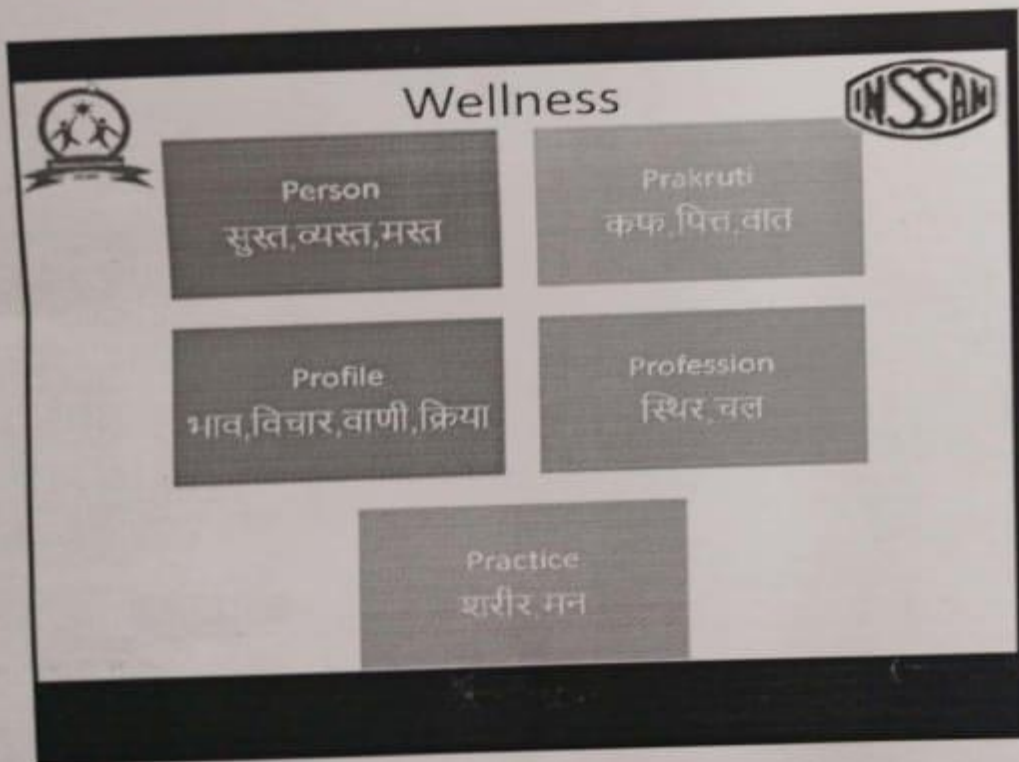 Wellness
INSSAN
Person
सुस्त,व्यस्त,मस्त
Prakruti
कफ,पित्त,वात
Profile
भाव,विचार,वाणी,क्रिया
Profession
स्थिर,चल
Practice
शरीर,मन